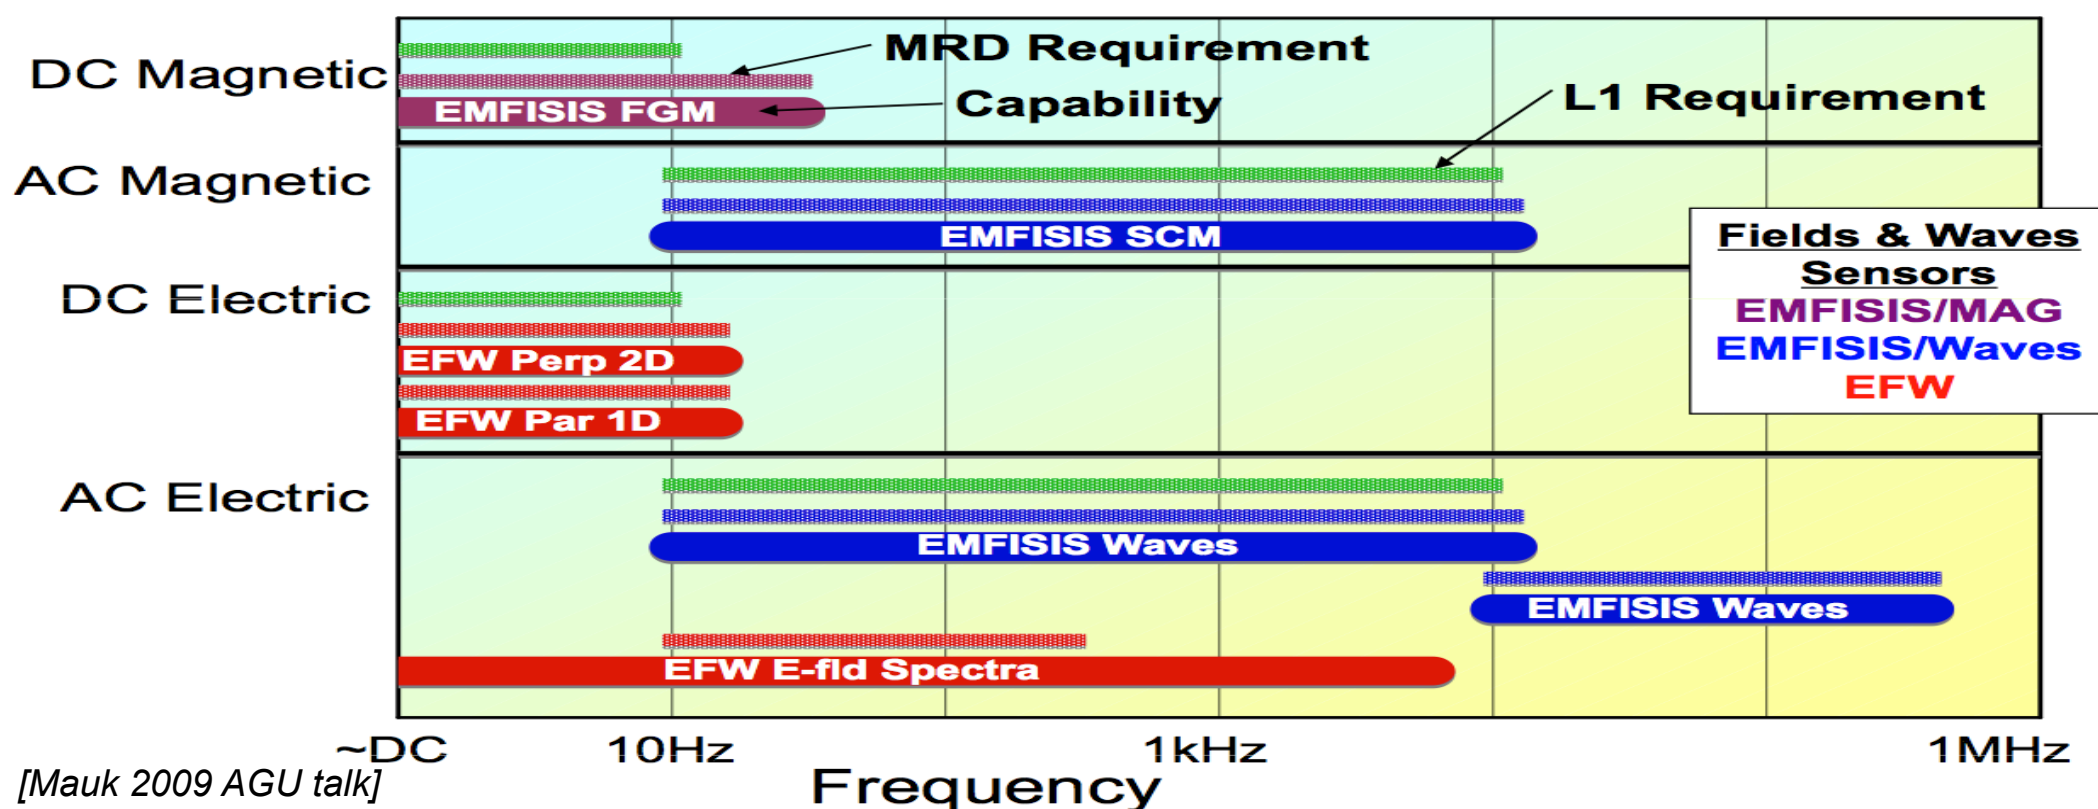 DC Magnetic
MRD Requirement
EMFISIS FGM
Capability
L1 Requirement
AC Magnetic
EMFISIS SCM
Fields & Waves
Sensors
EMFISIS/MAG
EMFISIS/Waves
EFW
DC Electric
EFW Perp 2D
EFW Par 1D
AC Electric
EMFISIS Waves
EMFISIS Waves
EFW E-fld Spectra
~DC 10Hz 1kHz 1MHz
Frequency
[Mauk 2009 AGU talk]